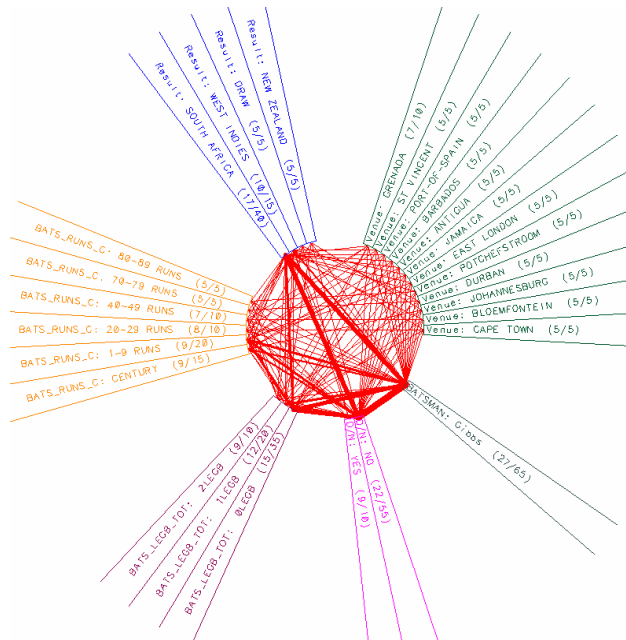 Result: NEW ZEALAND (5/5)
Result: DRAW (5/5)
Result: WEST INDIES (10/15)
Result: SOUTH AFRICA (17/40)
Venue: GRENADA (7/10)
Venue: ST VINCENT (5/5)
Venue: PORT-OF-SPAIN (5/5)
Venue: BARBADOS (5/5)
Venue: ANTIGUA (5/5)
Venue: JAMAICA (5/5)
Venue: EAST LONDON (5/5)
Venue: POTCHEFSTROOM (5/5)
Venue: DURBAN (5/5)
Venue: JOHANNESBURG (5/5)
Venue: BLOEMFONTEIN (5/5)
Venue: CAPE TOWN (5/5)
BATS_RUNS_C: 80-89 RUNS (5/5)
BATS_RUNS_C: 70-79 RUNS (5/5)
BATS_RUNS_C: 40-49 RUNS (7/10)
BATS_RUNS_C: 20-29 RUNS (8/10)
BATS_RUNS_C: 1-9 RUNS (9/20)
BATS_RUNS_C: CENTURY (9/15)
BATSMAN: Gibbs (27/65)
BATS_LEGB_TOT: 2LEGB (9/10)
BATS_LEGB_TOT: 1LEGB (12/20)
BATS_LEGB_TOT: 0LEGB (15/35)
D/N: YES (9/10)
D/N: NO (22/55)